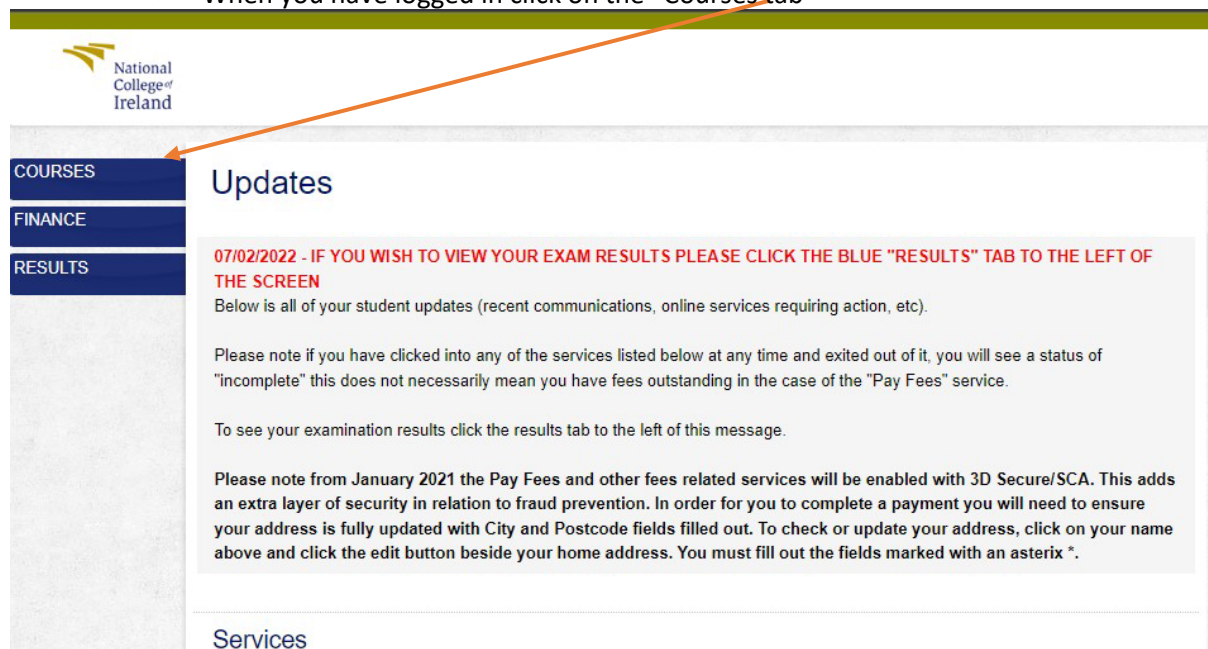 When you have logged in click on the "Courses tab"
National
College of
Ireland
COURSES
FINANCE
RESULTS
Updates
07/02/2022 - IF YOU WISH TO VIEW YOUR EXAM RESULTS PLEASE CLICK THE BLUE "RESULTS" TAB TO THE LEFT OF
THE SCREEN
Below is all of your student updates (recent communications, online services requiring action, etc).
Please note if you have clicked into any of the services listed below at any time and exited out of it, you will see a status of
"incomplete" this does not necessarily mean you have fees outstanding in the case of the "Pay Fees" service.
To see your examination results click the results tab to the left of this message.
Please note from January 2021 the Pay Fees and other fees related services will be enabled with 3D Secure/SCA. This adds
an extra layer of security in relation to fraud prevention. In order for you to complete a payment you will need to ensure
your address is fully updated with City and Postcode fields filled out. To check or update your address, click on your name
above and click the edit button beside your home address. You must fill out the fields marked with an asterix *.
Services